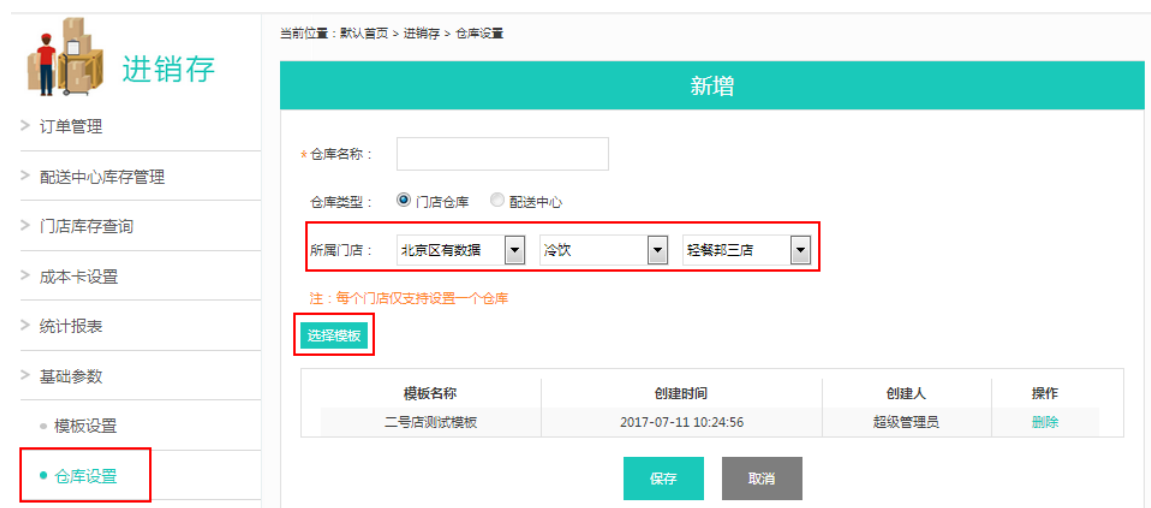 进销存
> 订单管理
> 配送中心库存管理
> 门店库存查询
> 成本卡设置
> 统计报表
> 基础参数
模板设置
仓库设置
当前位置：默认首页 > 进销存 > 仓库设置
新增
* 仓库名称：
仓库类型： 门店仓库 配送中心
所属门店： 北京区有数据 冷饮 轻餐邦三店
注：每个门店仅支持设置一个仓库
选择模板
模板名称 创建时间 创建人 操作
二号店测试模板 2017-07-11 10:24:56 超级管理员 删除
保存 取消